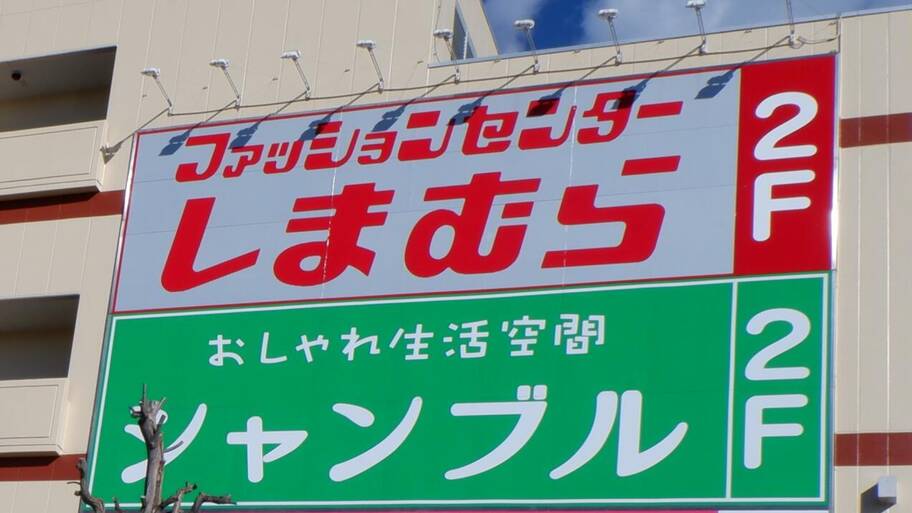 ファッションセンター
しまむら
2F
おしゃれ生活空間
シャンブル
2F